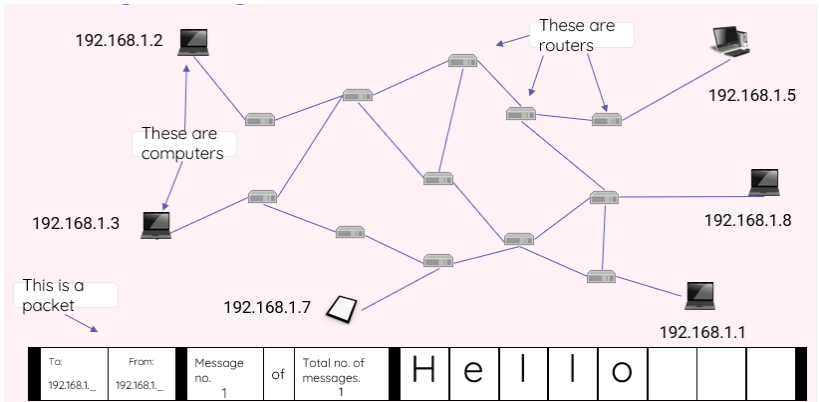 These are
routers
192.168.1.2
192.168.1.5
These are
computers
192.168.1.8
192.168.1.3
This is a
packet
192.168.1.7
192.168.1.1
To:
192.168.1._
From:
192.168.1._
Message
no.
1
of
Total no. of
messages.
1
H e l l o